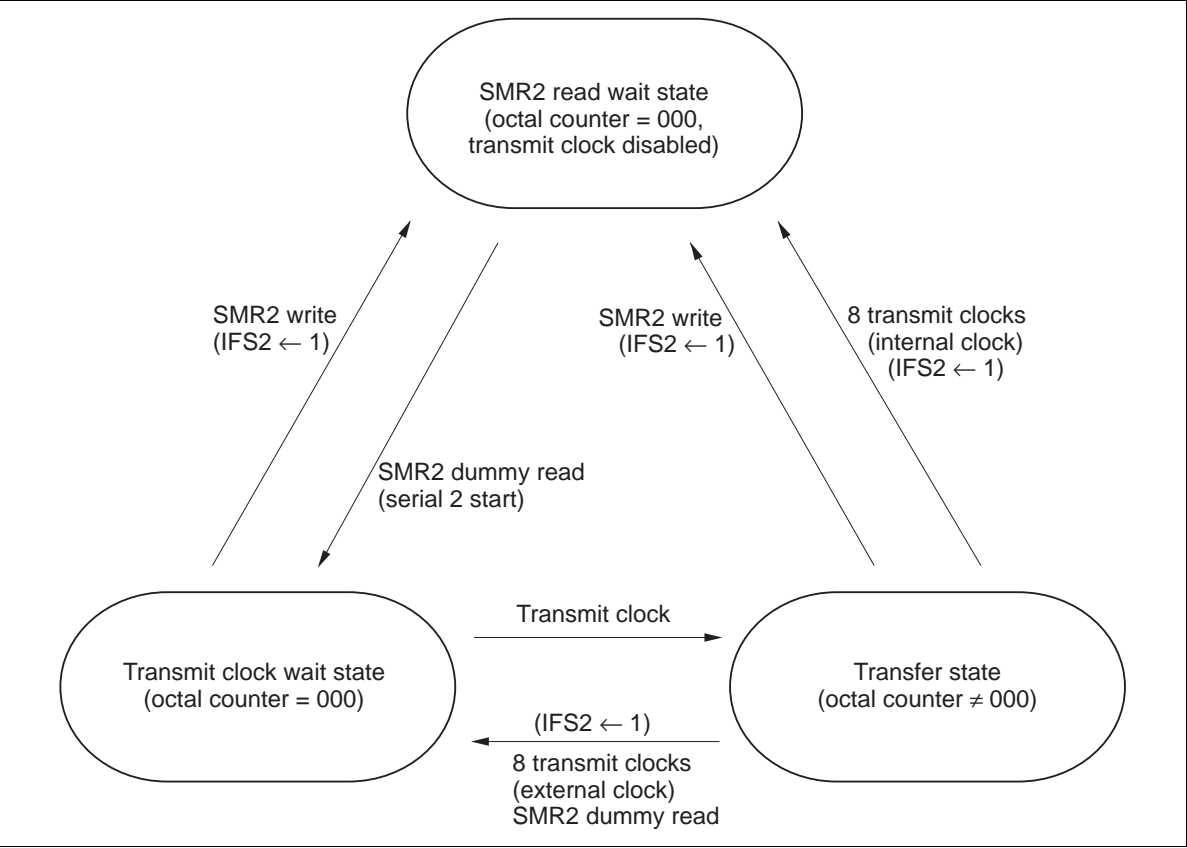 SMR2 read wait state
(octal counter = 000,
transmit clock disabled)
SMR2 write
(IFS2 ← 1)
SMR2 write
(IFS2 ← 1)
8 transmit clocks
(internal clock)
(IFS2 ← 1)
SMR2 dummy read
(serial 2 start)
Transmit clock
Transmit clock wait state
(octal counter = 000)
Transfer state
(octal counter ≠ 000)
(IFS2 ← 1)
8 transmit clocks
(external clock)
SMR2 dummy read